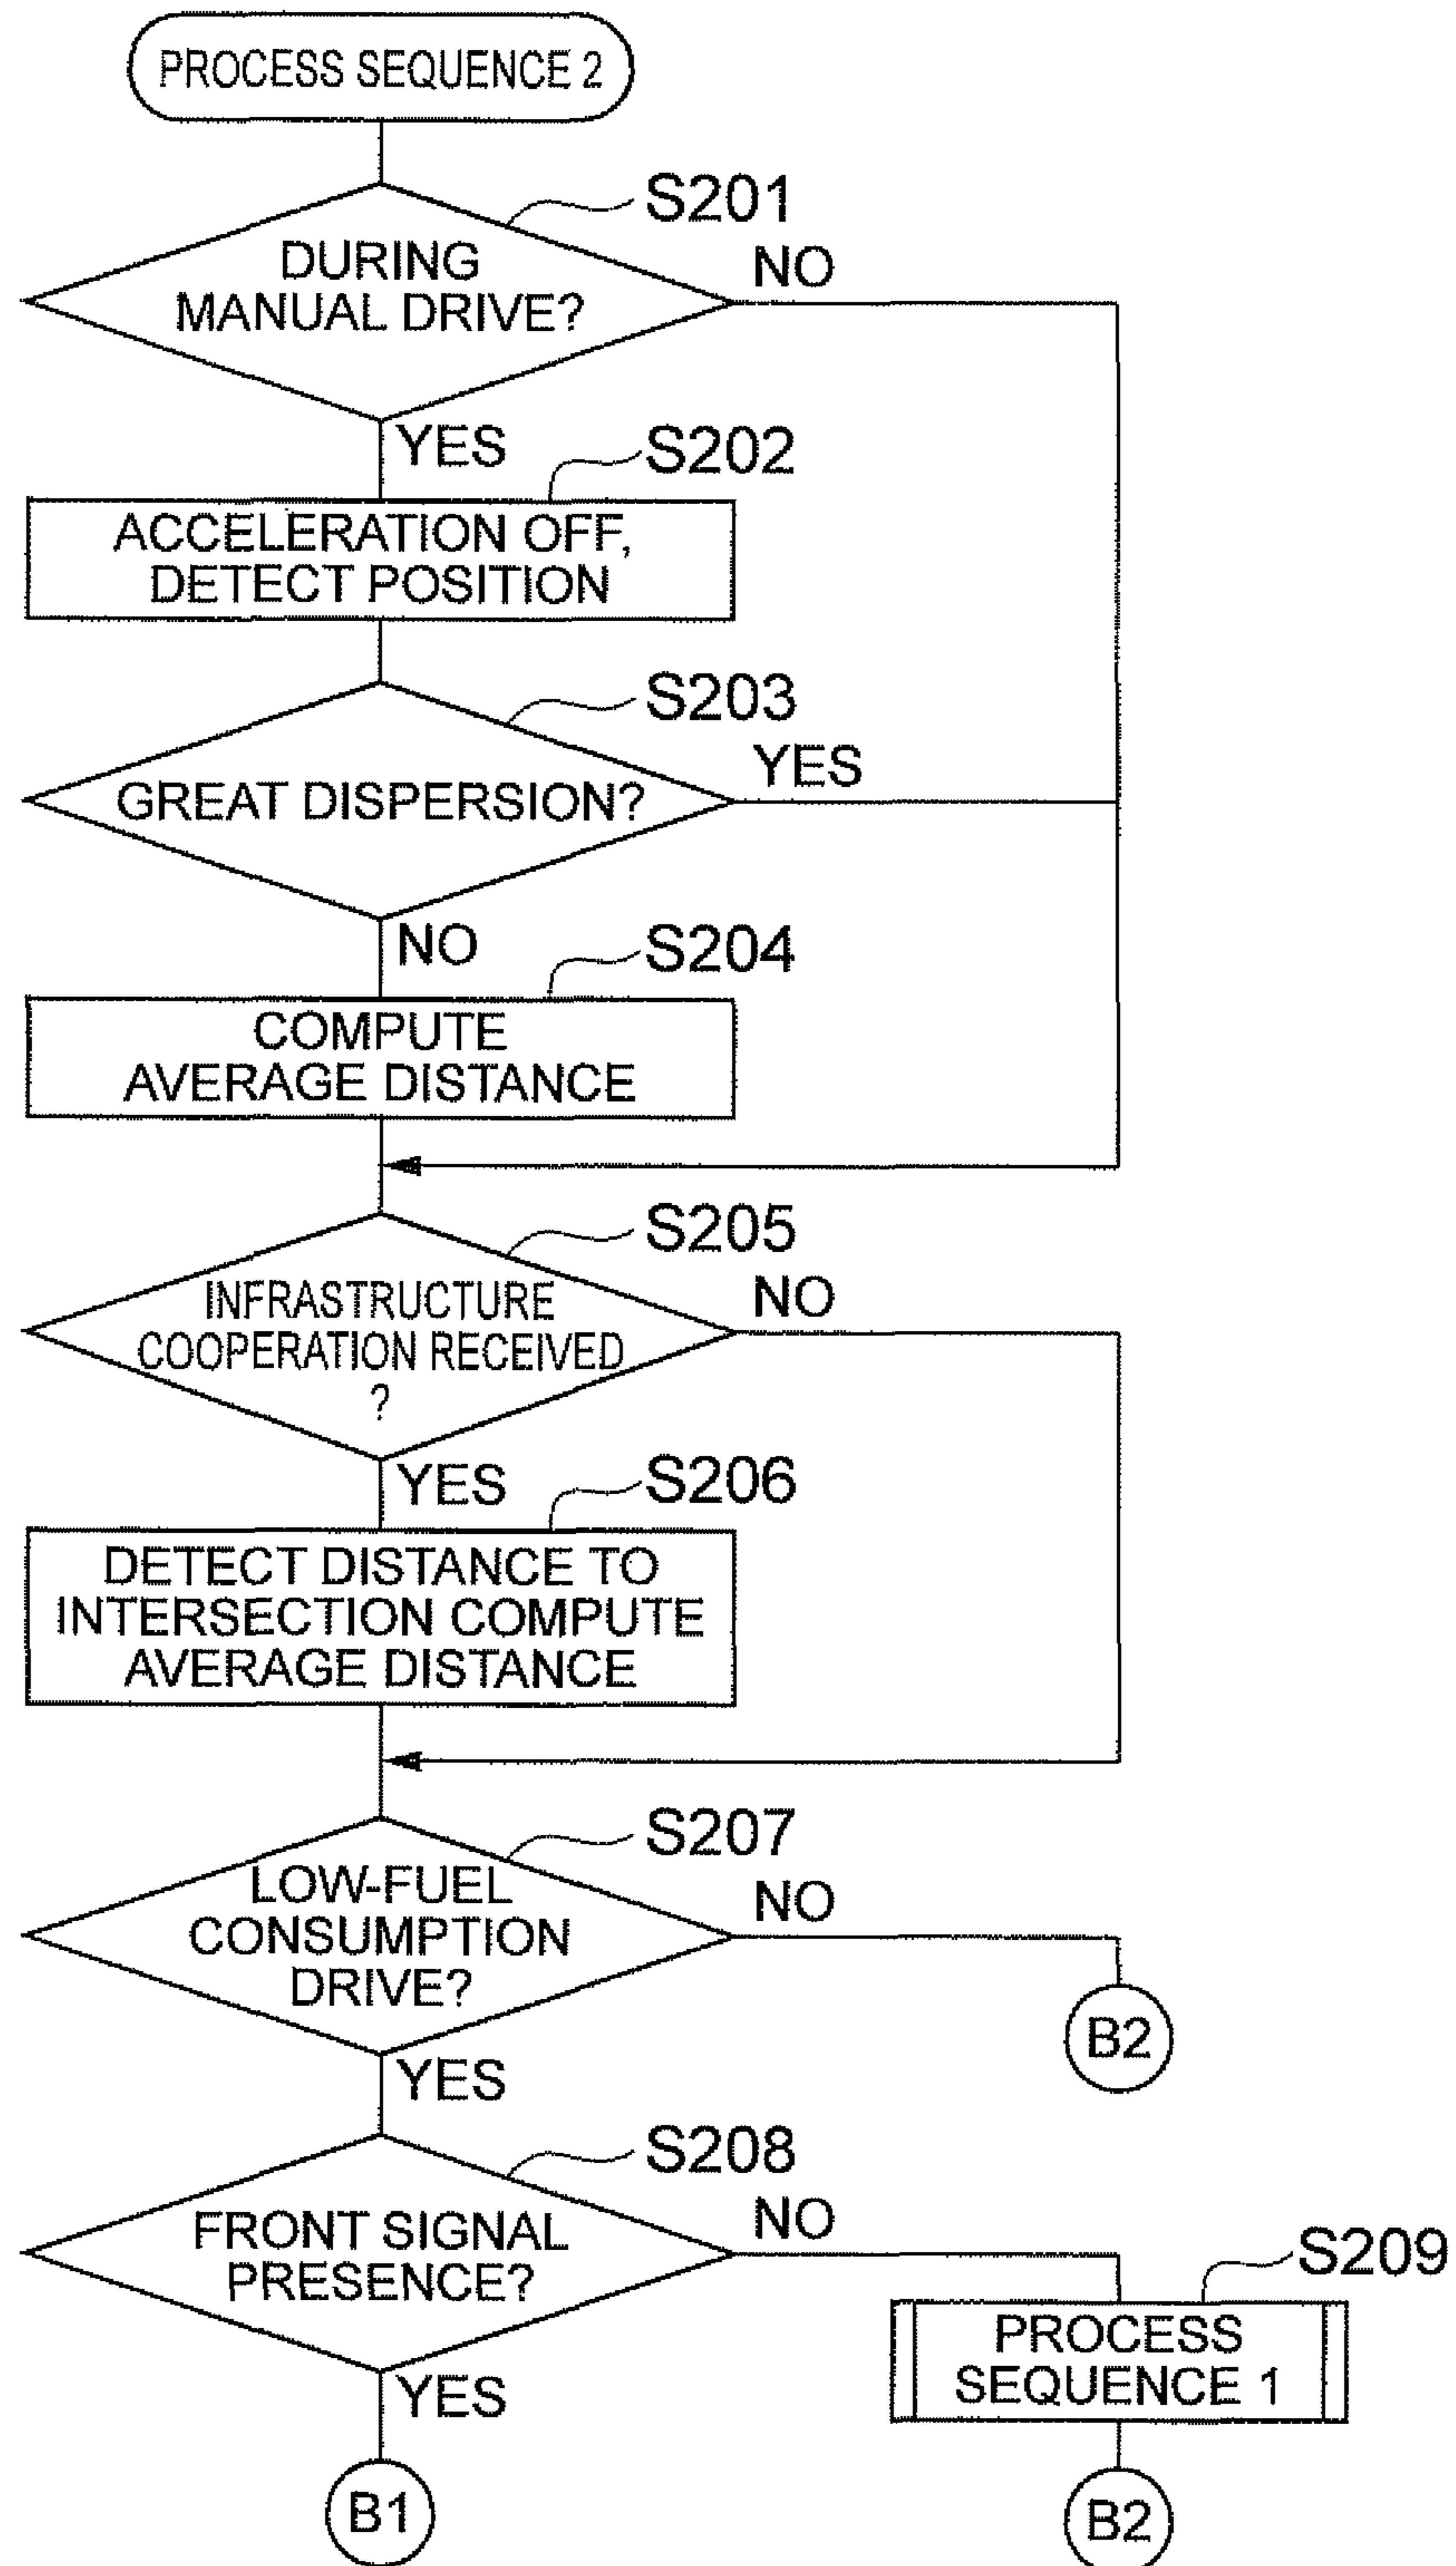 PROCESS SEQUENCE 2
S201
DURING
MANUAL DRIVE?
NO
YES
S202
ACCELERATION OFF,
DETECT POSITION
S203
GREAT DISPERSION?
YES
NO
S204
COMPUTE
AVERAGE DISTANCE
S205
INFRASTRUCTURE
COOPERATION RECEIVED
?
NO
YES
S206
DETECT DISTANCE TO
INTERSECTION COMPUTE
AVERAGE DISTANCE
S207
LOW-FUEL
CONSUMPTION
DRIVE?
NO
B2
YES
S208
FRONT SIGNAL
PRESENCE?
NO
S209
PROCESS
SEQUENCE 1
YES
B1
B2